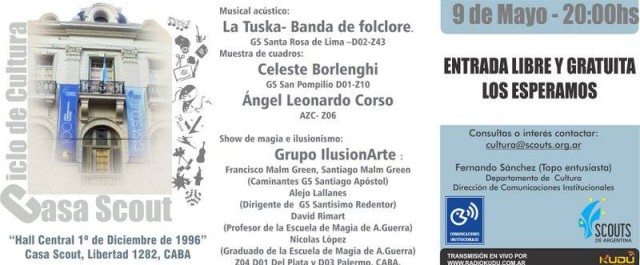 Ciclo de Cultura
Casa Scout
"Hall Central 1º de Diciembre de 1996"
Casa Scout, Libertad 1282, CABA
Musical acústico:
La Tuska- Banda de folclore.
GS Santa Rosa de Lima –D02-Z43
Muestra de cuadros:
Celeste Borlenghi
GS San Pompilio D01-Z10
Ángel Leonardo Corso
AZC- Z06
Show de magia e ilusionismo:
Grupo IlusionArte :
Francisco Malm Green, Santiago Malm Green
(Caminantes GS Santiago Apóstol)
Alejo Lallanes
(Dirigente de GS Santisimo Redentor)
David Rimart
(Profesor de la Escuela de Magia de A.Guerra)
Nicolas López
(Graduado de la Escuela de Magia de A.Guerra)
Z04 D01 Del Plata y D03 Palermo, CABA.
9 de Mayo - 20:00hs
ENTRADA LIBRE Y GRATUITA
LOS ESPERAMOS
Consultas o interés contactar:
cultura@scouts.org.ar
Fernando Sánchez (Topo entusiasta)
Departamento de Cultura
Dirección de Comunicaciones Institucionales
COMUNICACIONES
INSTITUCIONALES
SCOUTS
DE ARGENTINA
TRANSMISIÓN EN VIVO POR
WWW.RADIOKUDU.COM.AR
KUDÚ